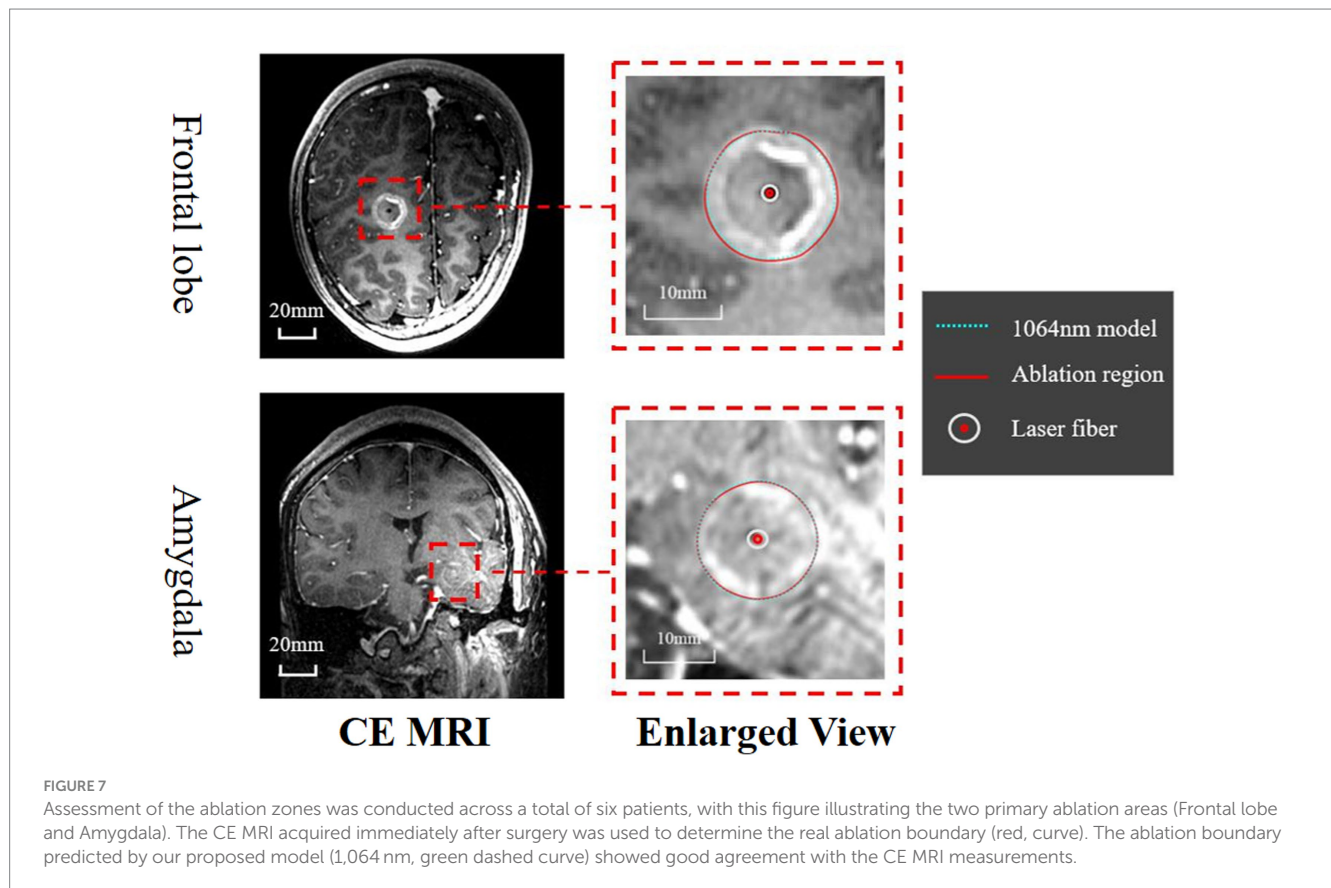 Frontal lobe
20mm
10mm
1064nm model
Ablation region
Laser fiber
Amygdala
20mm
10mm
CE MRI
Enlarged View
FIGURE 7
Assessment of the ablation zones was conducted across a total of six patients, with this figure illustrating the two primary ablation areas (Frontal lobe
and Amygdala). The CE MRI acquired immediately after surgery was used to determine the real ablation boundary (red, curve). The ablation boundary
predicted by our proposed model (1,064 nm, green dashed curve) showed good agreement with the CE MRI measurements.